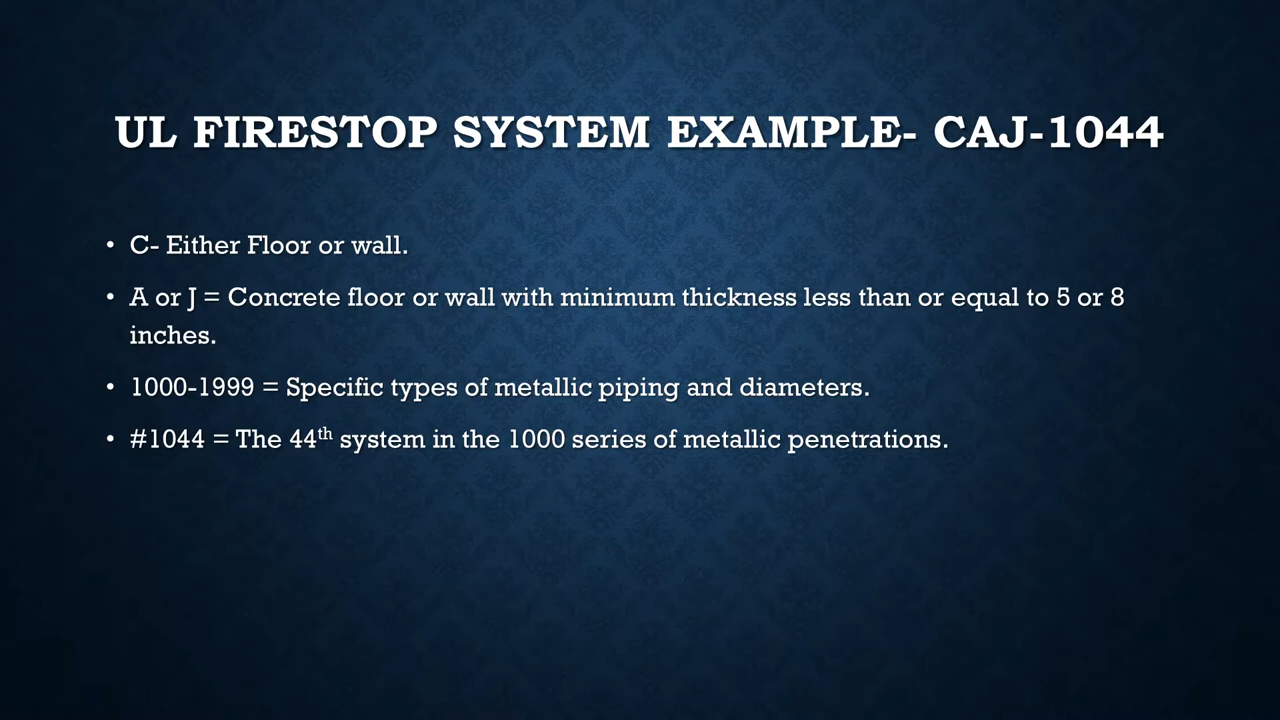 UL FIRESTOP SYSTEM EXAMPLE- CAJ-1044
• C- Either Floor or wall.
• A or J = Concrete floor or wall with minimum thickness less than or equal to 5 or 8
inches.
• 1000-1999 = Specific types of metallic piping and diameters.
• #1044 = The 44th system in the 1000 series of metallic penetrations.